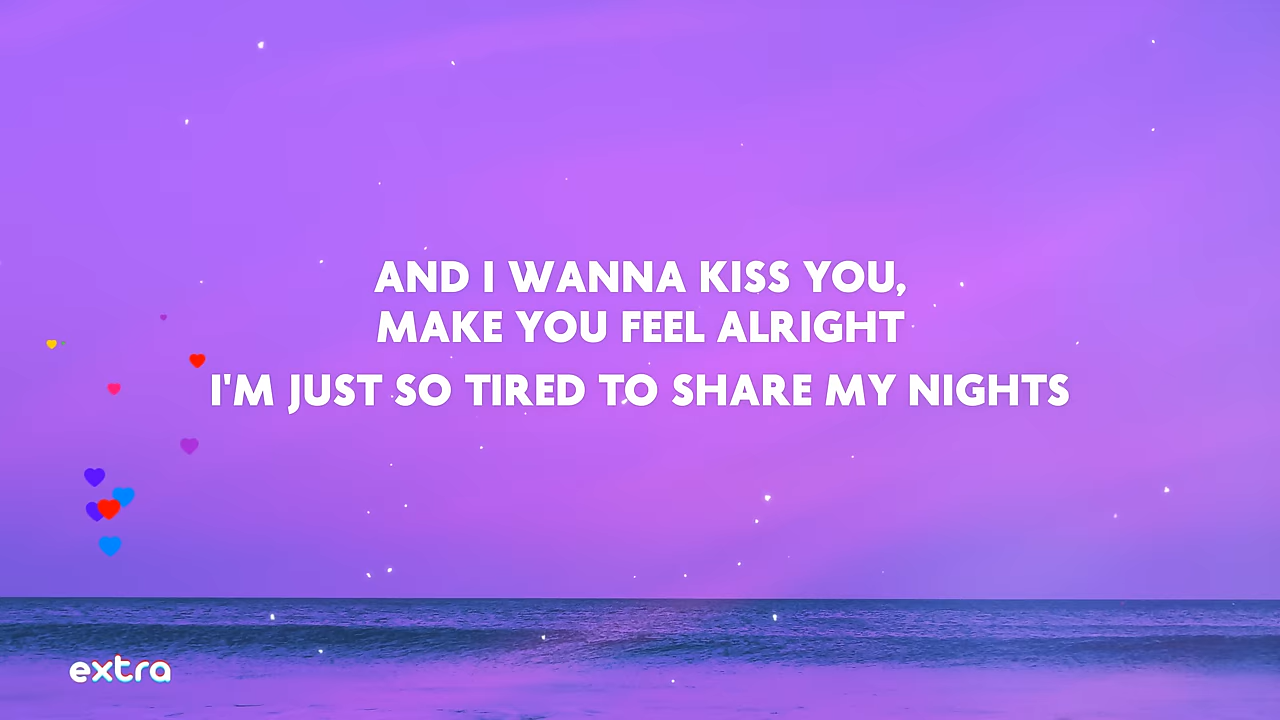 AND I WANNA KISS YOU,
MAKE YOU FEEL ALRIGHT
I'M JUST SO TIRED TO SHARE MY NIGHTS
extra